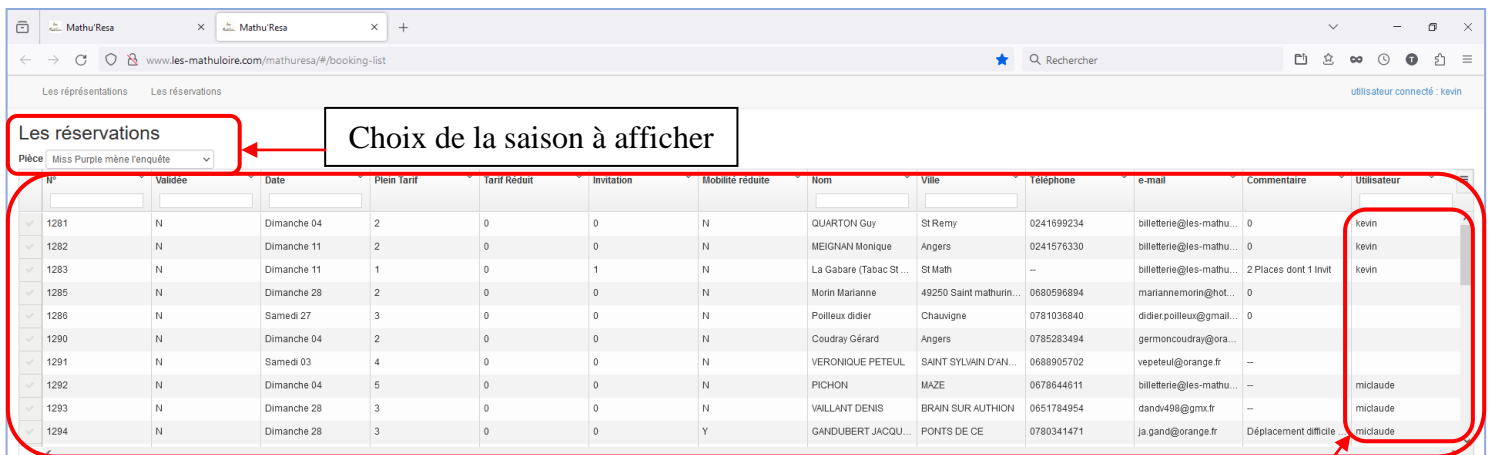 Mathu'Resa Mathu'Resa
www.les-mathuloire.com/mathuresa/#/booking-list Rechercher
Les réprésentations Les réservations utilisateur connecté : kevin
Les réservations
Choix de la saison à afficher
Pièce Miss Purple mène l'enquête
N° Validée Date Plein Tarif Tarif Réduit Invitation Mobilité réduite Nom Ville Téléphone e-mail Commentaire Utilisateur
1281 N Dimanche 04 2 0 0 N QUARTON Guy St Remy 0241699234 billetterie@les-mathu... 0 kevin
1282 N Dimanche 11 2 0 0 N MEIGNAN Monique Angers 0241576330 billetterie@les-mathu... 0 kevin
1283 N Dimanche 11 1 0 1 N La Gabare (Tabac St ... St Math -- billetterie@les-mathu... 2 Places dont 1 Invit kevin
1285 N Dimanche 28 2 0 0 N Morin Marianne 49250 Saint mathurin... 0680596894 mariannemorin@hot... 0
1286 N Samedi 27 3 0 0 N Poilleux didier Chauvigne 0781036840 didier.poilleux@gmail... 0
1290 N Dimanche 04 2 0 0 N Coudray Gérard Angers 0785283494 germoncoudray@ora...
1291 N Samedi 03 4 0 0 N VERONIQUE PETEUL SAINT SYLVAIN D'AN... 0688905702 vepeteul@orange.fr --
1292 N Dimanche 04 5 0 0 N PICHON MAZE 0678644611 billetterie@les-mathu... -- miclaude
1293 N Dimanche 28 3 0 0 N VAILLANT DENIS BRAIN SUR AUTHION 0651784954 dandv498@gmx.fr -- miclaude
1294 N Dimanche 28 3 0 0 Y GANDUBERT JACQU... PONTS DE CE 0780341471 ja.gand@orange.fr Déplacement difficile ... miclaude